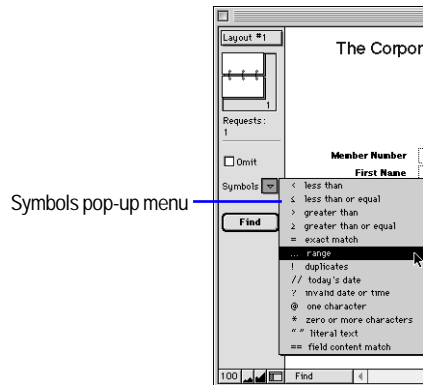 Layout #1
The Corpor
1
Requests:
1
Omit
Member Number
First Name
Symbols
Symbols pop-up menu
Find
< less than
≤ less than or equal
> greater than
≥ greater than or equal
= exact match
... range
! duplicates
// today's date
? invalid date or time
@ one character
* zero or more characters
" " literal text
== field content match
100
Find